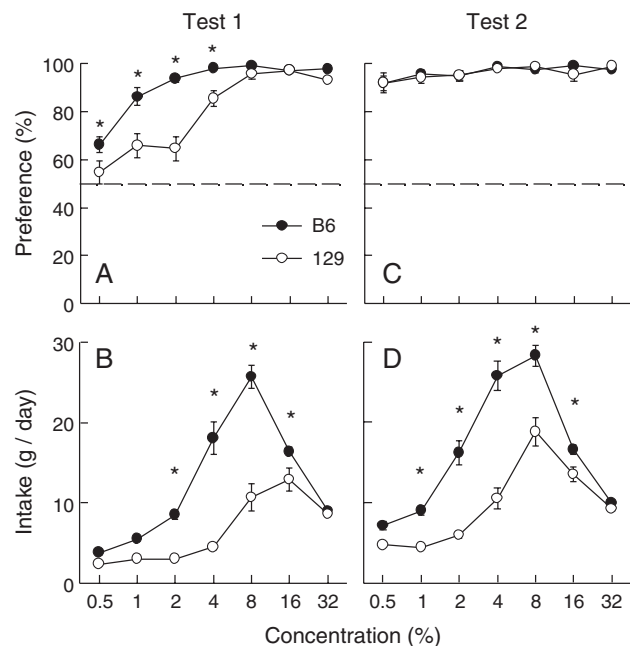 Test 1 Test 2
* * * *
100
80
60
40
20
0
Preference (%)
B6
129
A C
30
20
10
0
Intake (g / day)
B D
* * * * * * * * *
0.5 1 2 4 8 16 32 0.5 1 2 4 8 16 32
Concentration (%)